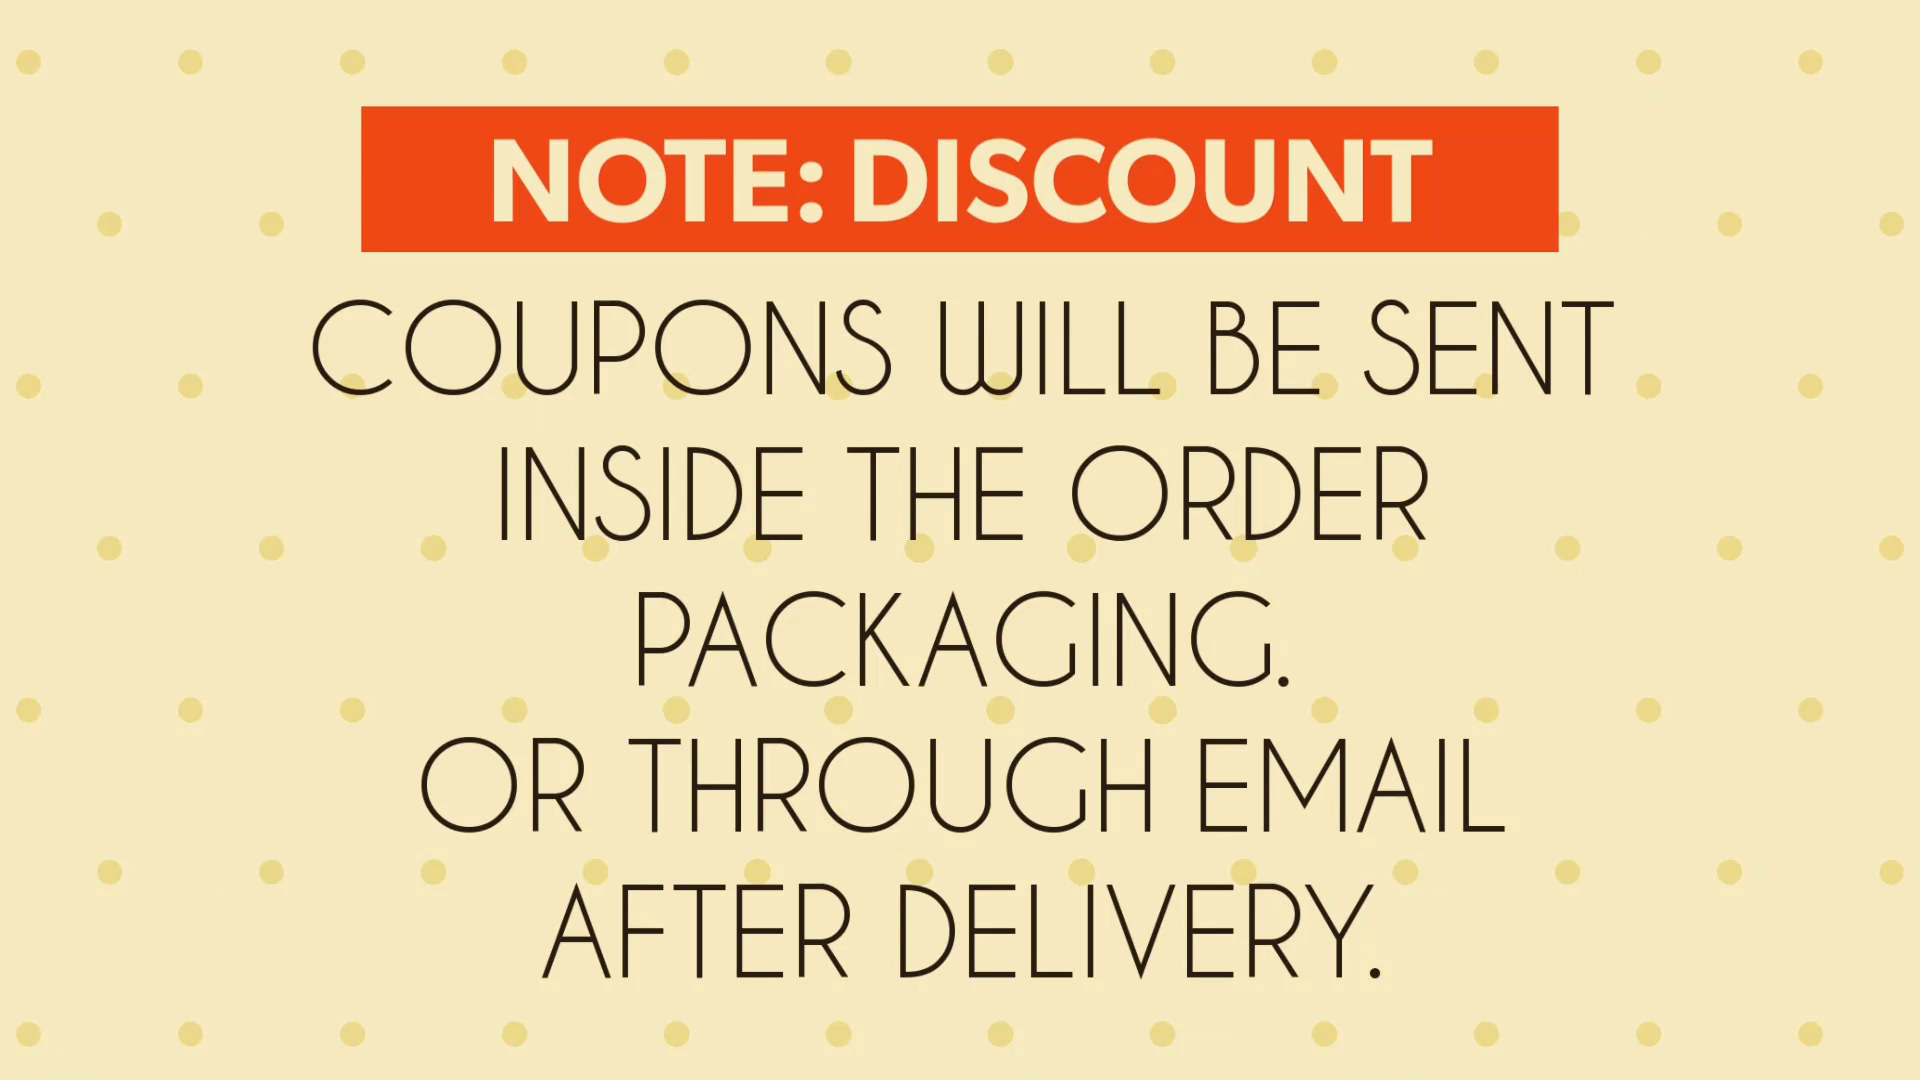 NOTE: DISCOUNT
COUPONS WILL BE SENT
INSIDE THE ORDER
PACKAGING.
OR THROUGH EMAIL
AFTER DELIVERY.